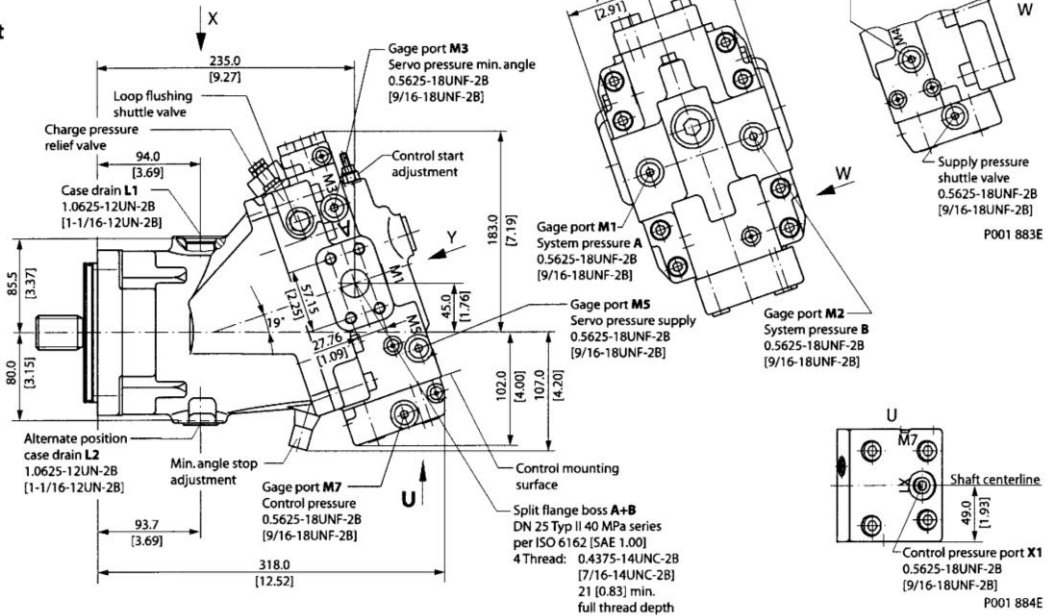 t
X
235.0
[9.27]
Loop flushing
shuttle valve
Charge pressure
relief valve
94.0
[3.69]
Case drain L1
1.0625-12UN-2B
[1-1/16-12UN-2B]
Gage port M3
Servo pressure min. angle
0.5625-18UNF-2B
[9/16-18UNF-2B]
Control start
adjustment
M3
A
M1
M5
Y
183.0
[7.19]
85.5
[3.37]
80.0
[3.15]
57.15
[2.25]
19°
27.76
[1.09]
45.0
[1.76]
102.0
[4.00]
107.0
[4.20]
Alternate position
case drain L2
1.0625-12UN-2B
[1-1/16-12UN-2B]
Min. angle stop
adjustment
Gage port M7
Control pressure
0.5625-18UNF-2B
[9/16-18UNF-2B]
U
93.7
[3.69]
318.0
[12.52]
Control mounting
surface
Split flange boss A+B
DN 25 Typ II 40 MPa series
per ISO 6162 [SAE 1.00]
4 Thread: 0.4375-14UNC-2B
[7/16-14UNC-2B]
21 [0.83] min.
full thread depth
[2.91]
Gage port M1
System pressure A
0.5625-18UNF-2B
[9/16-18UNF-2B]
Gage port M5
Servo pressure supply
0.5625-18UNF-2B
[9/16-18UNF-2B]
W
Gage port M2
System pressure B
0.5625-18UNF-2B
[9/16-18UNF-2B]
W
M4
Supply pressure
shuttle valve
0.5625-18UNF-2B
[9/16-18UNF-2B]
P001 883E
U
M7
X1
Shaft centerline
49.0
[1.93]
Control pressure port X1
0.5625-18UNF-2B
[9/16-18UNF-2B]
P001 884E